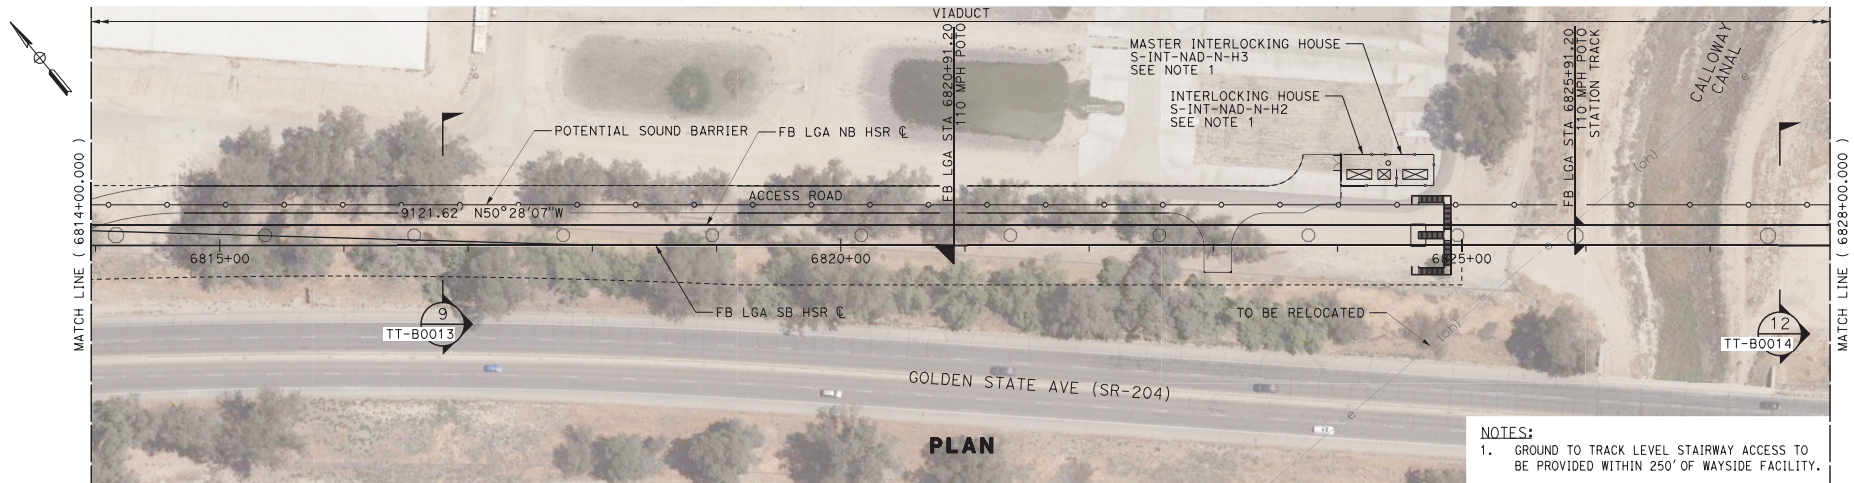 VIADUCT
MATCH LINE ( 6814+00.000 )
FB LGA STA 6820+91.20
110 MPH POTO
MASTER INTERLOCKING HOUSE
S-INT-NAD-N-H3
SEE NOTE 1
INTERLOCKING HOUSE
S-INT-NAD-N-H2
SEE NOTE 1
FB LGA STA 6825+91.20
110 MPH POTO
STATION TRACK
CALLOWAY
CANAL
e
(oh)
MATCH LINE ( 6828+00.000 )
POTENTIAL SOUND BARRIER
FB LGA NB HSR ℄
ACCESS ROAD
9121.62' N50°28'07"W
6815+00
6820+00
6825+00
e
FB LGA SB HSR ℄
TO BE RELOCATED
(oh)
9
TT-B0013
12
TT-B0014
GOLDEN STATE AVE (SR-204)
e
PLAN
NOTES:
1. GROUND TO TRACK LEVEL STAIRWAY ACCESS TO
BE PROVIDED WITHIN 250' OF WAYSIDE FACILITY.